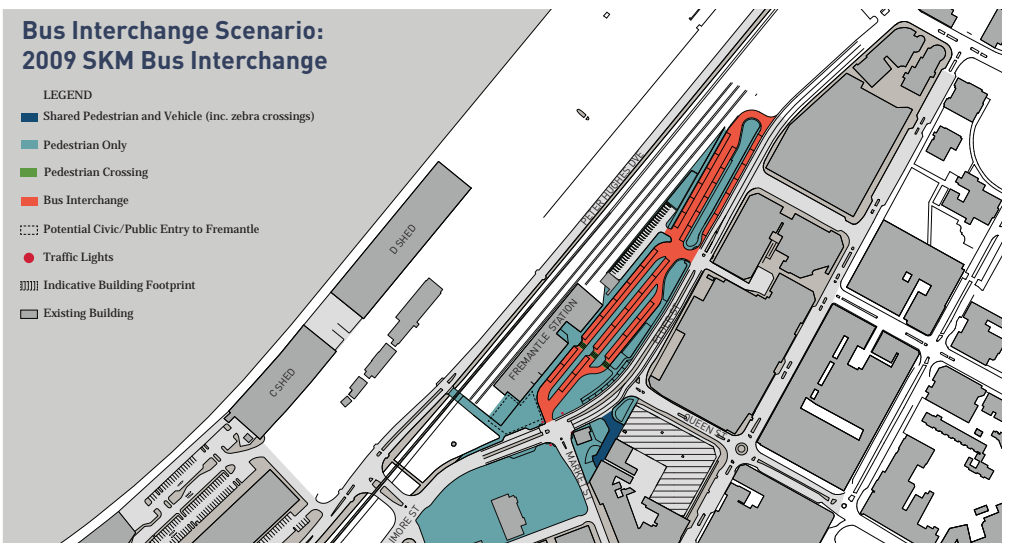 Bus Interchange Scenario:
2009 SKM Bus Interchange
LEGEND
Shared Pedestrian and Vehicle (inc. zebra crossings)
Pedestrian Only
Pedestrian Crossing
Bus Interchange
Potential Civic/Public Entry to Fremantle
Traffic Lights
Indicative Building Footprint
Existing Building
PETER HUGHES DVE
D SHED
C SHED
FREMANTLE STATION
QUEEN ST
MARKET ST